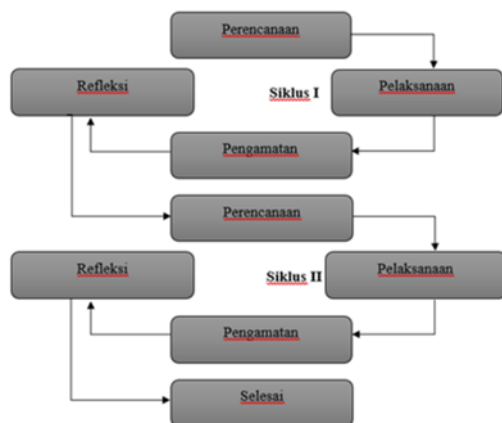 Perencanaan
Refleksi
Siklus I
Pelaksanaan
Pengamatan
Perencanaan
Refleksi
Siklus II
Pelaksanaan
Pengamatan
Selesai